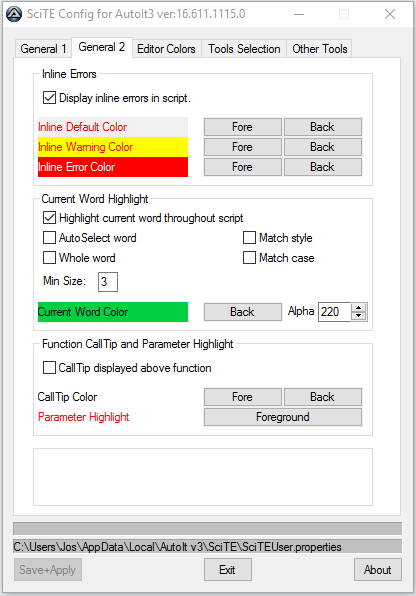 SciTE Config for AutoIt3 ver:16.611.1115.0
General 1 General 2 Editor Colors Tools Selection Other Tools
Inline Errors
Display inline errors in script.
Inline Default Color Fore Back
Inline Warning Color Fore Back
Inline Error Color Fore Back
Current Word Highlight
Highlight current word throughout script
AutoSelect word Match style
Whole word Match case
Min Size: 3
Current Word Color Back Alpha 220
Function CallTip and Parameter Highlight
CallTip displayed above function
CallTip Color Fore Back
Parameter Highlight Foreground
C:\Users\Jos\AppData\Local\AutoIt v3\SciTE\SciTEUser.properties
Save+Apply Exit About